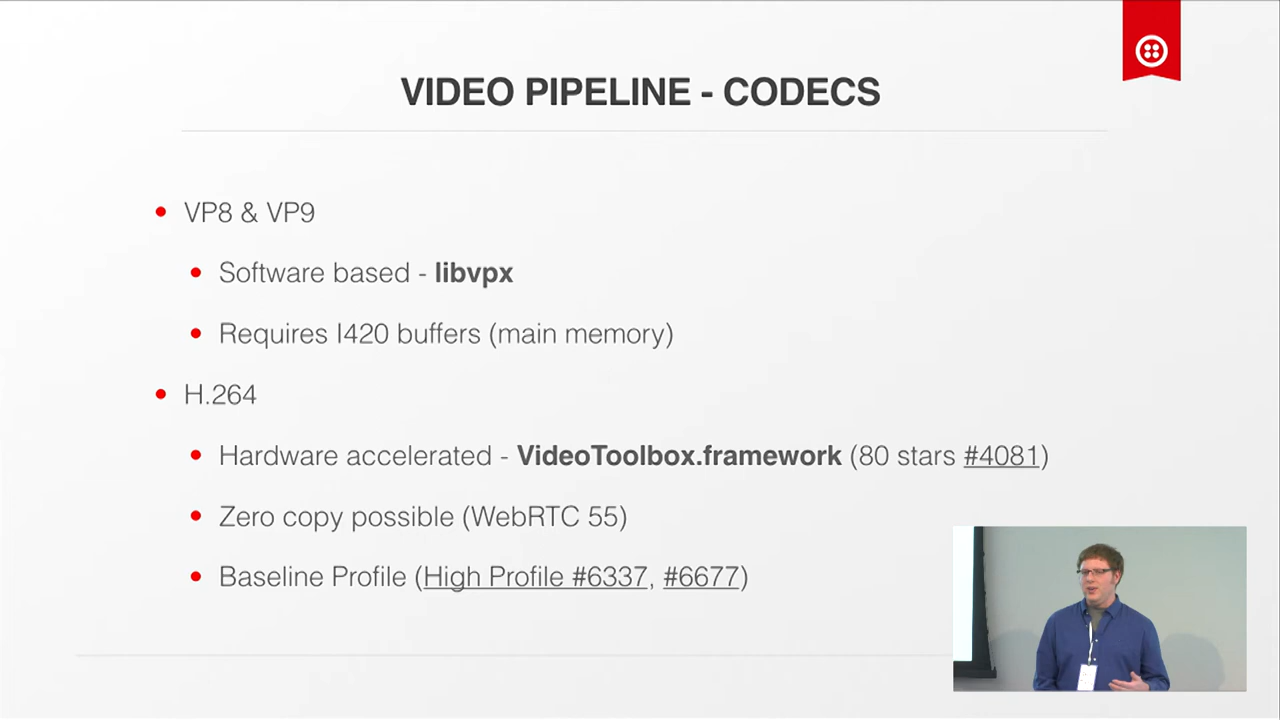 VIDEO PIPELINE - CODECS
VP8 & VP9
Software based - libvpx
Requires I420 buffers (main memory)
H.264
Hardware accelerated - VideoToolbox.framework (80 stars #4081)
Zero copy possible (WebRTC 55)
Baseline Profile (High Profile #6337, #6677)